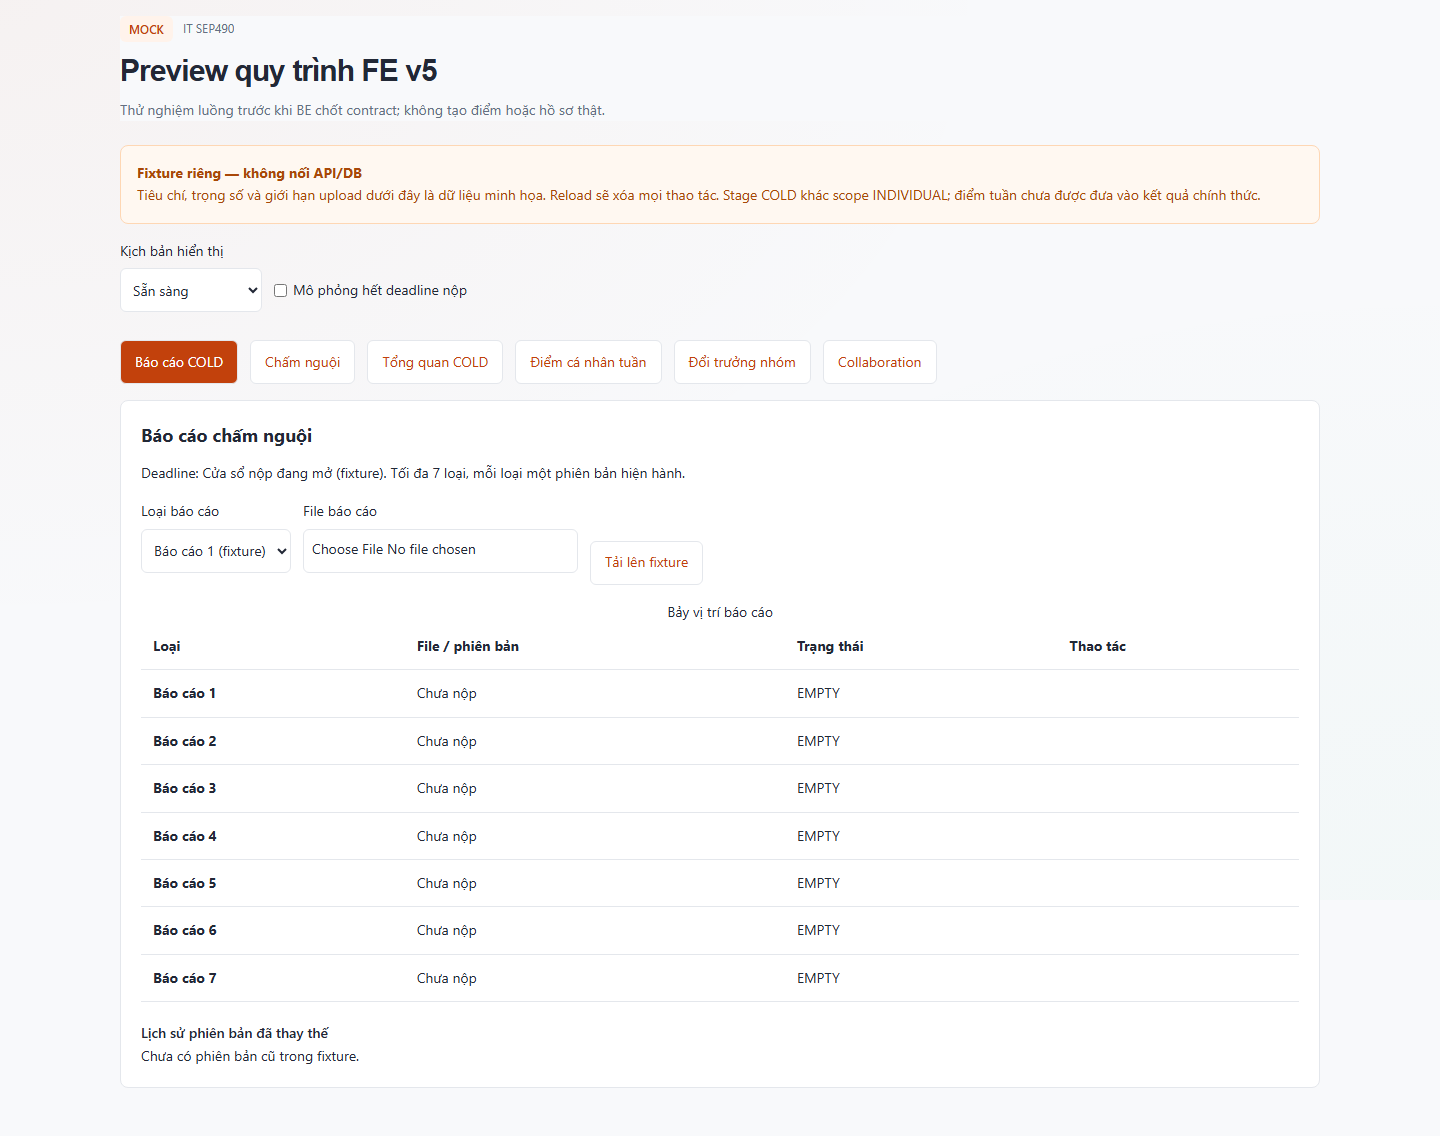 MOCK IT SEP490
Preview quy trình FE v5
Thử nghiệm luồng trước khi BE chốt contract; không tạo điểm hoặc hồ sơ thật.
Fixture riêng — không nối API/DB
Tiêu chí, trọng số và giới hạn upload dưới đây là dữ liệu minh họa. Reload sẽ xóa mọi thao tác. Stage COLD khác scope INDIVIDUAL; điểm tuần chưa được đưa vào kết quả chính thức.
Kịch bản hiển thị
Sẵn sàng Mô phỏng hết deadline nộp
Báo cáo COLD Chấm nguội Tổng quan COLD Điểm cá nhân tuần Đổi trưởng nhóm Collaboration
Báo cáo chấm nguội
Deadline: Cửa sổ nộp đang mở (fixture). Tối đa 7 loại, mỗi loại một phiên bản hiện hành.
Loại báo cáo File báo cáo
Báo cáo 1 (fixture) Choose File No file chosen Tải lên fixture
Bảy vị trí báo cáo
Loại File / phiên bản Trạng thái Thao tác
Báo cáo 1 Chưa nộp EMPTY
Báo cáo 2 Chưa nộp EMPTY
Báo cáo 3 Chưa nộp EMPTY
Báo cáo 4 Chưa nộp EMPTY
Báo cáo 5 Chưa nộp EMPTY
Báo cáo 6 Chưa nộp EMPTY
Báo cáo 7 Chưa nộp EMPTY
Lịch sử phiên bản đã thay thế
Chưa có phiên bản cũ trong fixture.